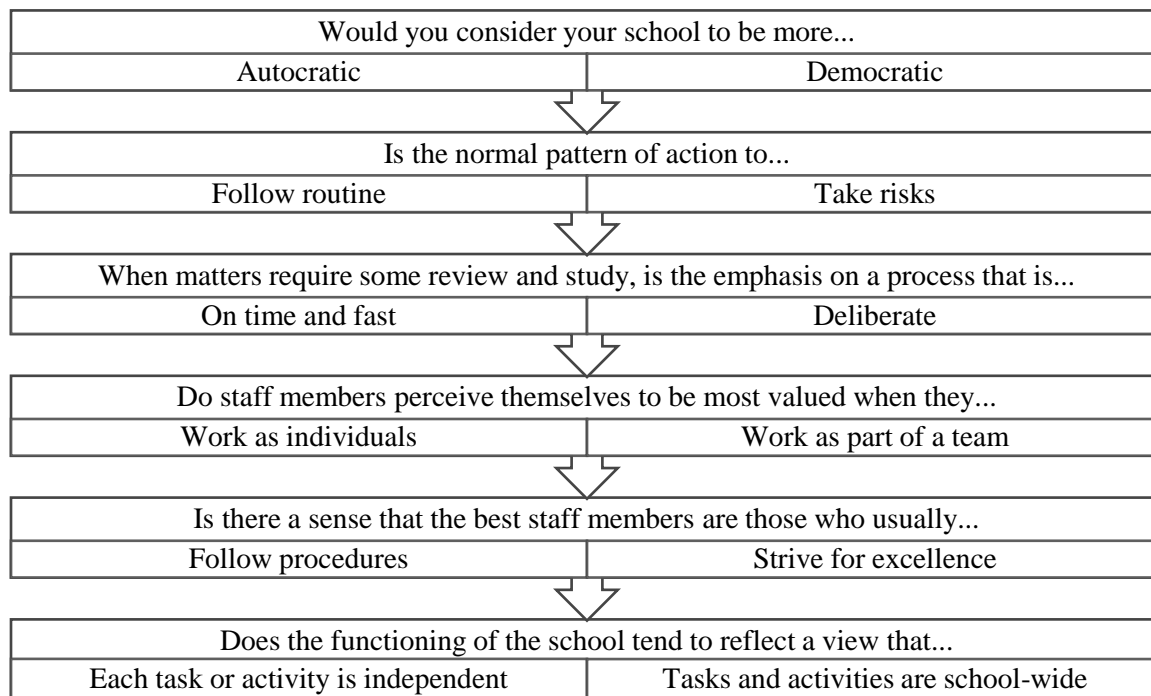 Would you consider your school to be more...
Autocratic
Democratic
Is the normal pattern of action to...
Follow routine
Take risks
When matters require some review and study, is the emphasis on a process that is...
On time and fast
Deliberate
Do staff members perceive themselves to be most valued when they...
Work as individuals
Work as part of a team
Is there a sense that the best staff members are those who usually...
Follow procedures
Strive for excellence
Does the functioning of the school tend to reflect a view that...
Each task or activity is independent
Tasks and activities are school-wide